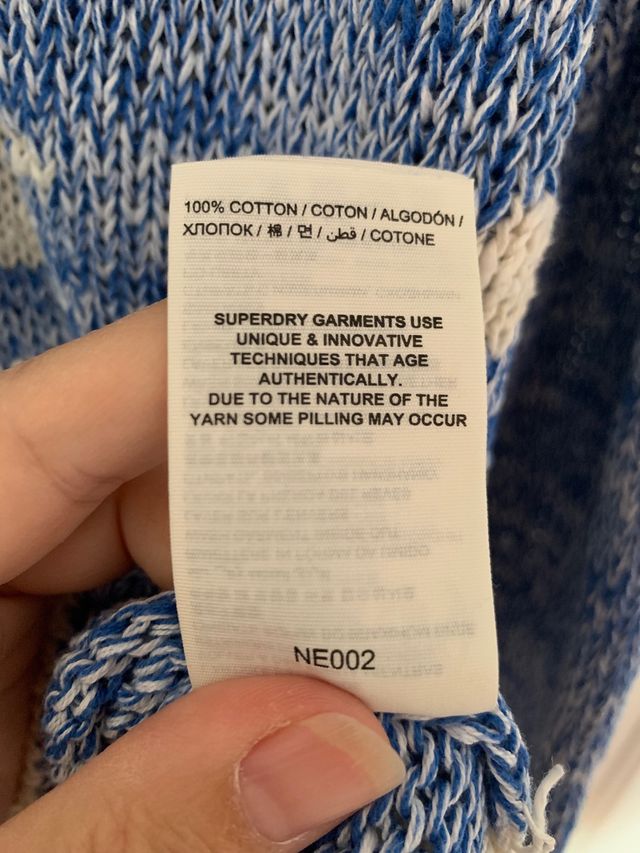 100% COTTON / COTON / ALGODÓN /
ХЛОПОК / 棉 / 면 / قطن / COTONE
SUPERDRY GARMENTS USE
UNIQUE & INNOVATIVE
TECHNIQUES THAT AGE
AUTHENTICALLY.
DUE TO THE NATURE OF THE
YARN SOME PILLING MAY OCCUR
NE002